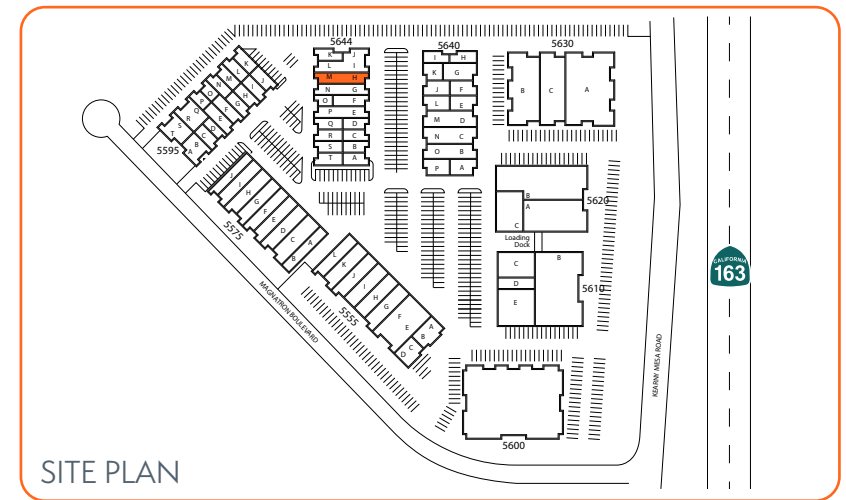 5644
K J
L I
M H
N G
O F
P E
Q D
R C
S B
T A
5640
I H
K G
J F
L E
M D
N C
O B
P A
5630
B C A
5595
K
L J
M I
N H
O G
P F
Q E
R D
S C
T B
A
5575
J
I
H
G
F
E
D
C A
B
5555
L
K
J
I
H
G
F
E A
B
C
D
5620
B
A
C
Loading
Dock
5610
C B
D
E
5600
MAGNATRON BOULEVARD
KEARNY MESA ROAD
CALIFORNIA
163
SITE PLAN